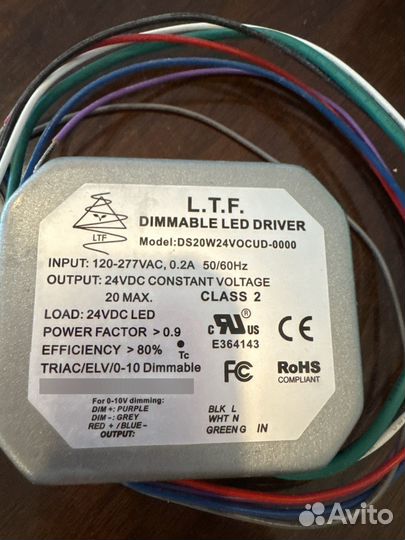 LTF
L.T.F.
DIMMABLE LED DRIVER
Model:DS20W24VOCUD-0000
INPUT: 120-277VAC, 0.2A 50/60Hz
OUTPUT: 24VDC CONSTANT VOLTAGE
20 MAX. CLASS 2
LOAD: 24VDC LED
POWER FACTOR > 0.9
EFFICIENCY > 80% Tc
TRIAC/ELV/0-10 Dimmable
c RU US CE
E364143
FC RoHS
COMPLIANT
For 0-10V dimming:
DIM +: PURPLE
DIM -: GREY
RED +/BLUE-
OUTPUT:
BLK L
WHT N
GREEN G IN
Avito